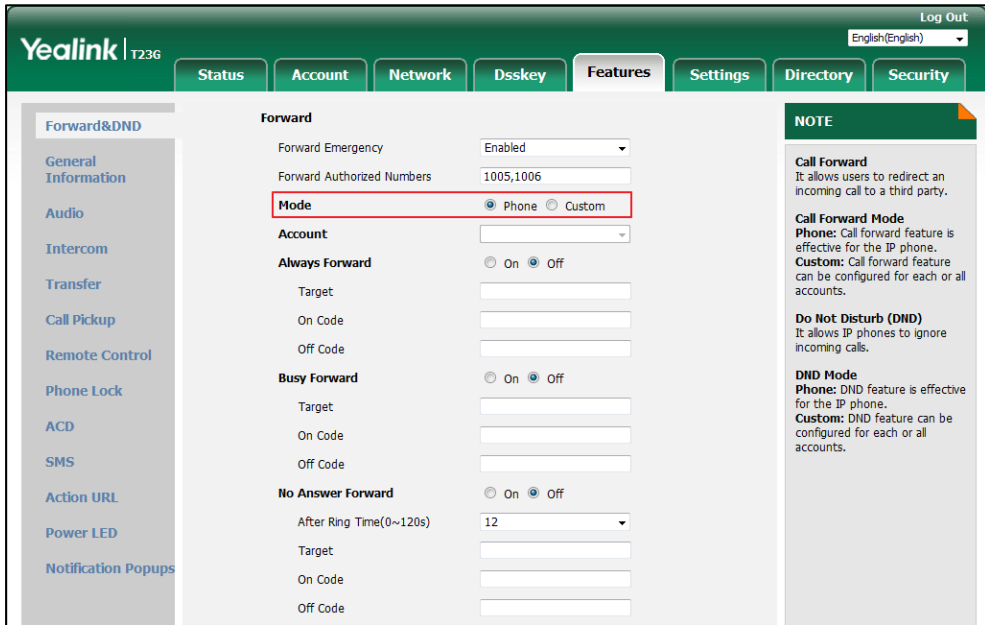 Log Out
Yealink T23G
English(English)
Status Account Network Dsskey Features Settings Directory Security
Forward&DND
General
Information
Audio
Intercom
Transfer
Call Pickup
Remote Control
Phone Lock
ACD
SMS
Action URL
Power LED
Notification Popups
Forward
Forward Emergency Enabled
Forward Authorized Numbers 1005,1006
Mode Phone Custom
Account
Always Forward On Off
Target
On Code
Off Code
Busy Forward On Off
Target
On Code
Off Code
No Answer Forward On Off
After Ring Time(0~120s) 12
Target
On Code
Off Code
NOTE
Call Forward
It allows users to redirect an
incoming call to a third party.
Call Forward Mode
Phone: Call forward feature is
effective for the IP phone.
Custom: Call forward feature
can be configured for each or all
accounts.
Do Not Disturb (DND)
It allows IP phones to ignore
incoming calls.
DND Mode
Phone: DND feature is effective
for the IP phone.
Custom: DND feature can be
configured for each or all
accounts.